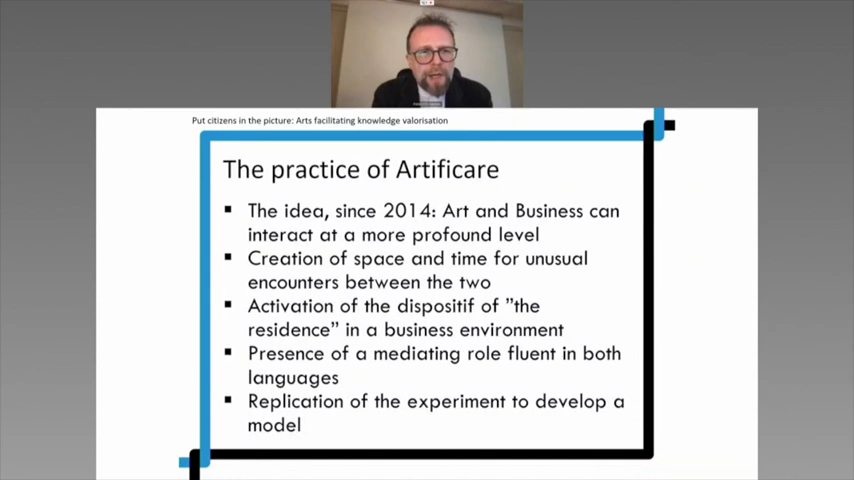 Put citizens in the picture: Arts facilitating knowledge valorisation
The practice of Artificare
▪ The idea, since 2014: Art and Business can
interact at a more profound level
▪ Creation of space and time for unusual
encounters between the two
▪ Activation of the dispositif of ”the
residence” in a business environment
▪ Presence of a mediating role fluent in both
languages
▪ Replication of the experiment to develop a
model